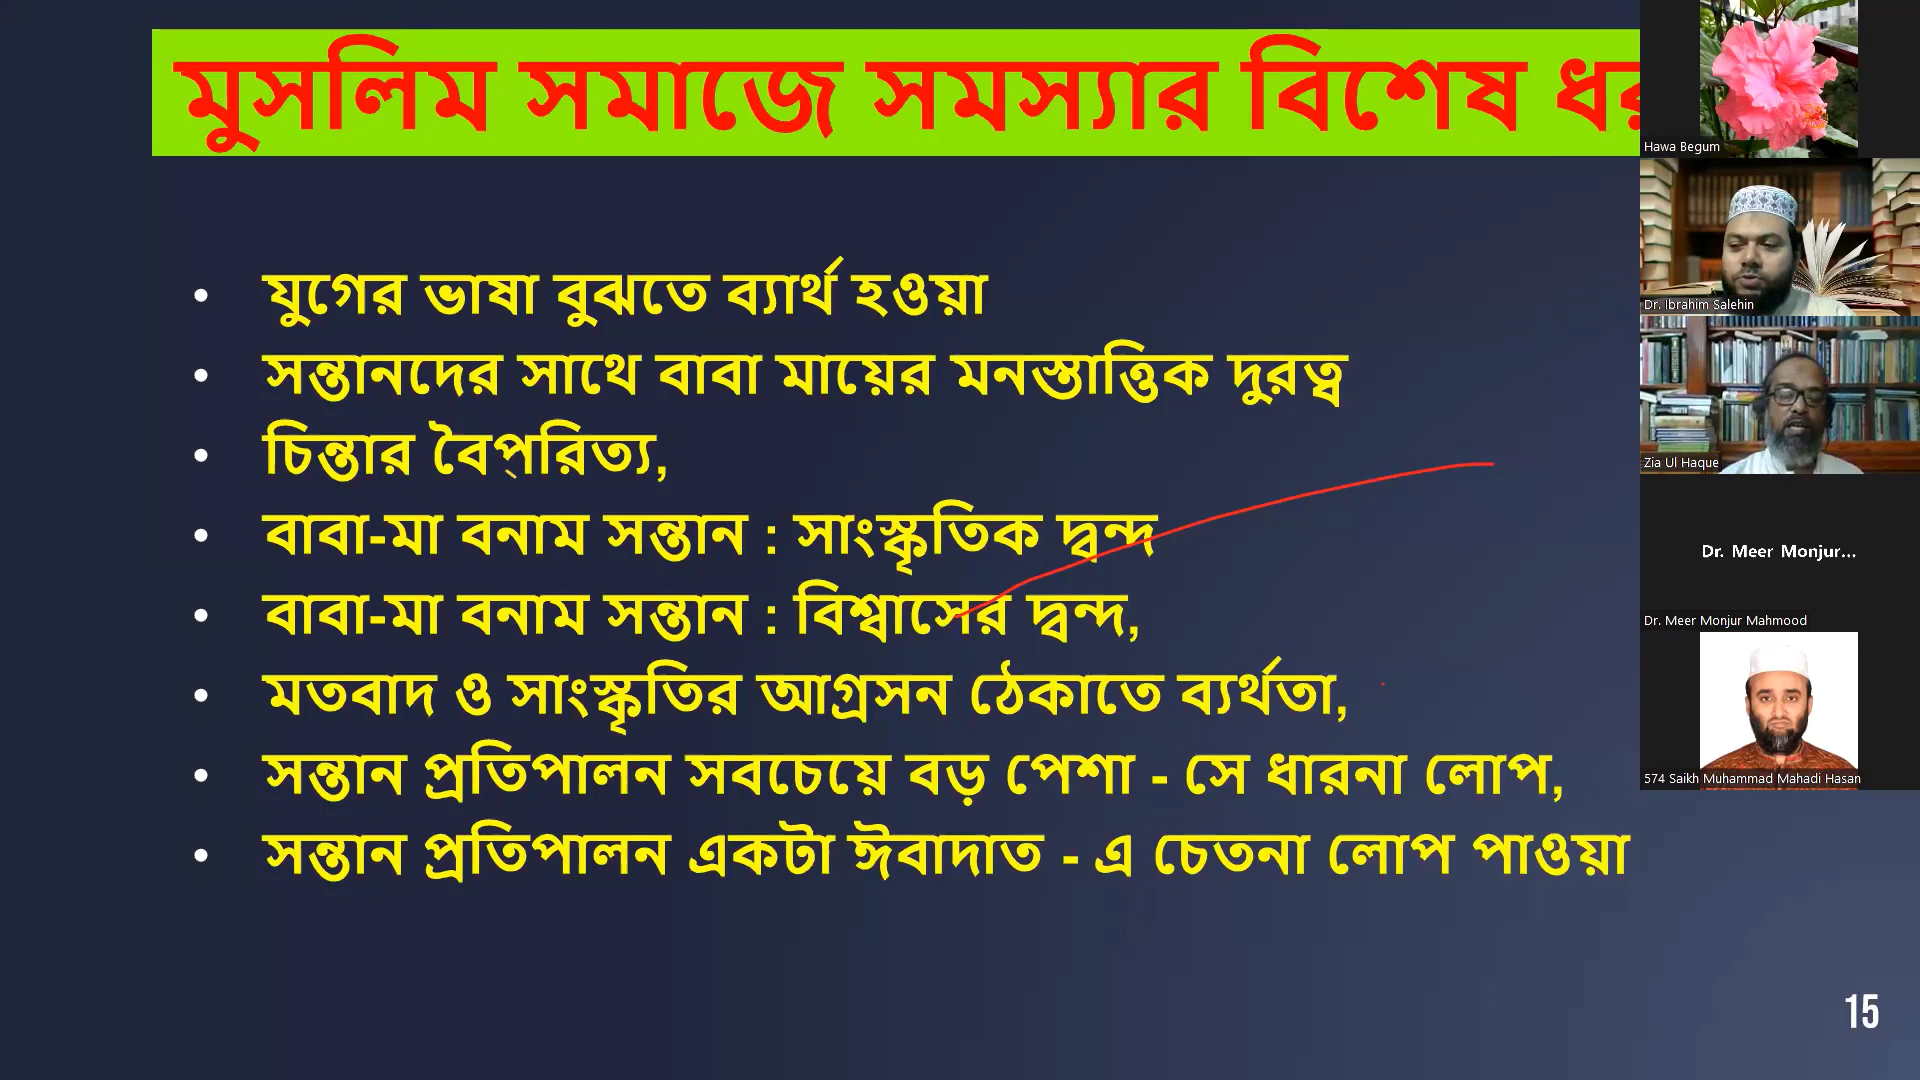 মুসলিম সমাজে সমস্যার বিশেষ
• যুগের ভাষা বুঝতে ব্যার্থ হওয়া
• সন্তানদের সাথে বাবা মায়ের মনস্তাত্তিক দুরত্ব
• চিন্তার বৈপ্‌রিত্য,
• বাবা-মা বনাম সন্তান : সাংস্কৃতিক দ্বন্দ
• বাবা-মা বনাম সন্তান : বিশ্বাসের দ্বন্দ,
• মতবাদ ও সাংস্কৃতির আগ্রসন ঠেকাতে ব্যর্থতা,
• সন্তান প্রতিপালন সবচেয়ে বড় পেশা - সে ধারনা লোপ,
• সন্তান প্রতিপালন একটা ঈবাদাত - এ চেতনা লোপ পাওয়া
15
Hawa Begum
Dr. Ibrahim Salehin
Zia Ul Haque
Dr. Meer Monjur...
Dr. Meer Monjur Mahmood
574 Saikh Muhammad Mahadi Hasan